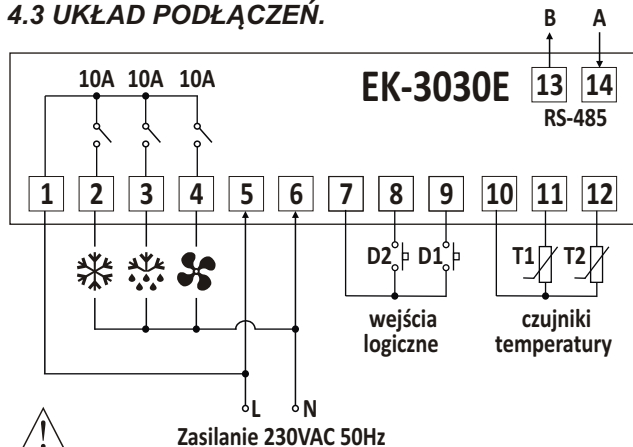 4.3 UKŁAD PODŁĄCZEŃ.
B A
10A 10A 10A
EK-3030E
13 14
RS-485
1 2 3 4 5 6 7 8 9 10 11 12
D2 D1 T1 T2
wejścia
logiczne
czujniki
temperatury
L N
Zasilanie 230VAC 50Hz
!